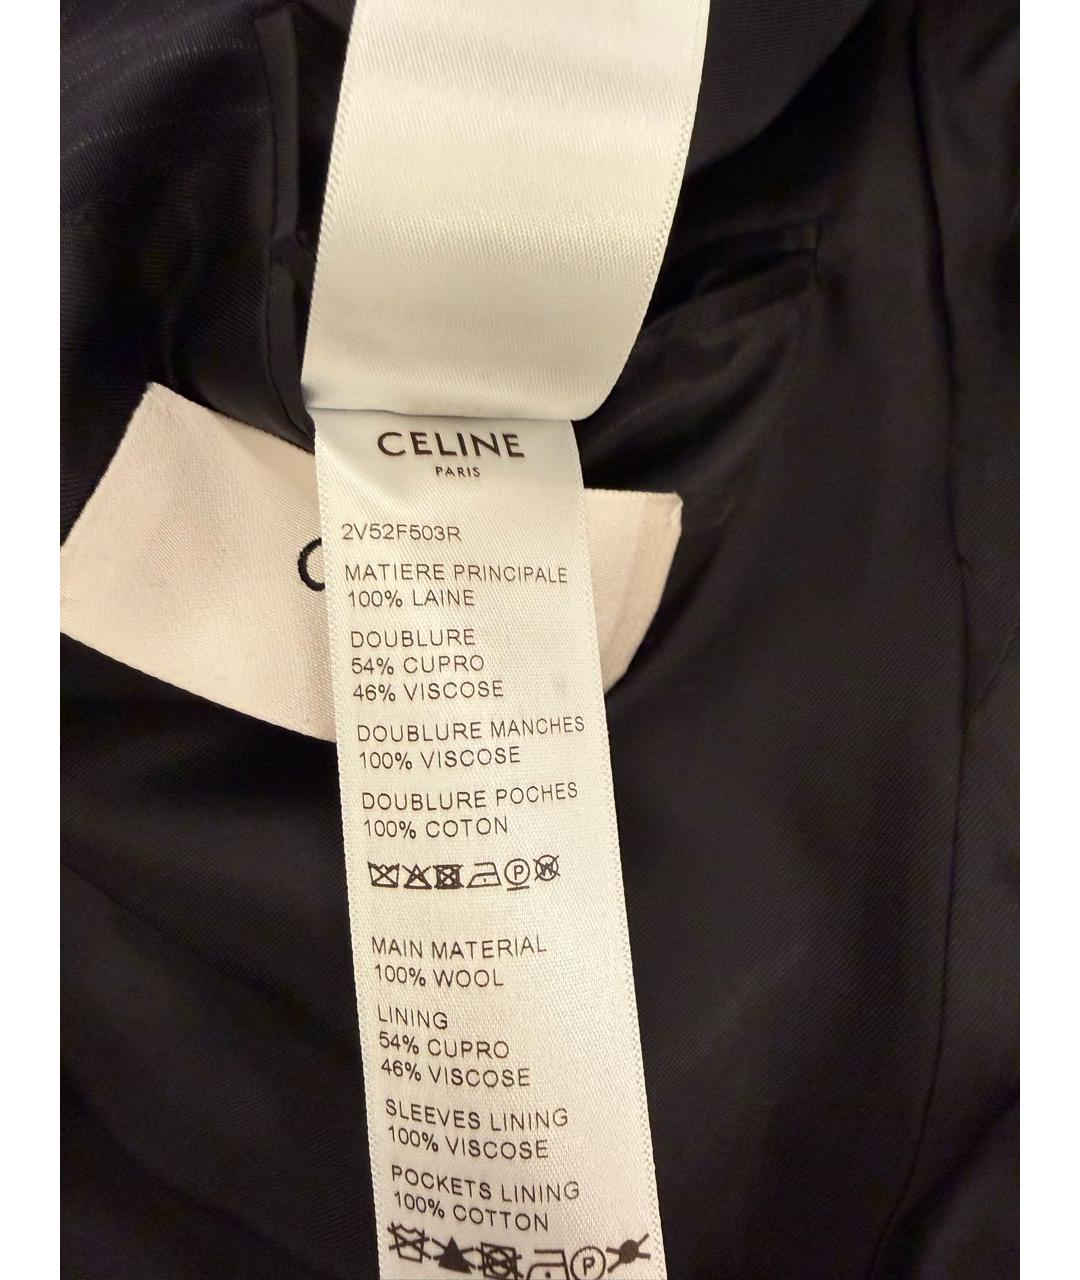 CELINE
PARIS
2V52F503R
MATIERE PRINCIPALE
100% LAINE
DOUBLURE
54% CUPRO
46% VISCOSE
DOUBLURE MANCHES
100% VISCOSE
DOUBLURE POCHES
100% COTON
MAIN MATERIAL
100% WOOL
LINING
54% CUPRO
46% VISCOSE
SLEEVES LINING
100% VISCOSE
POCKETS LINING
100% COTTON